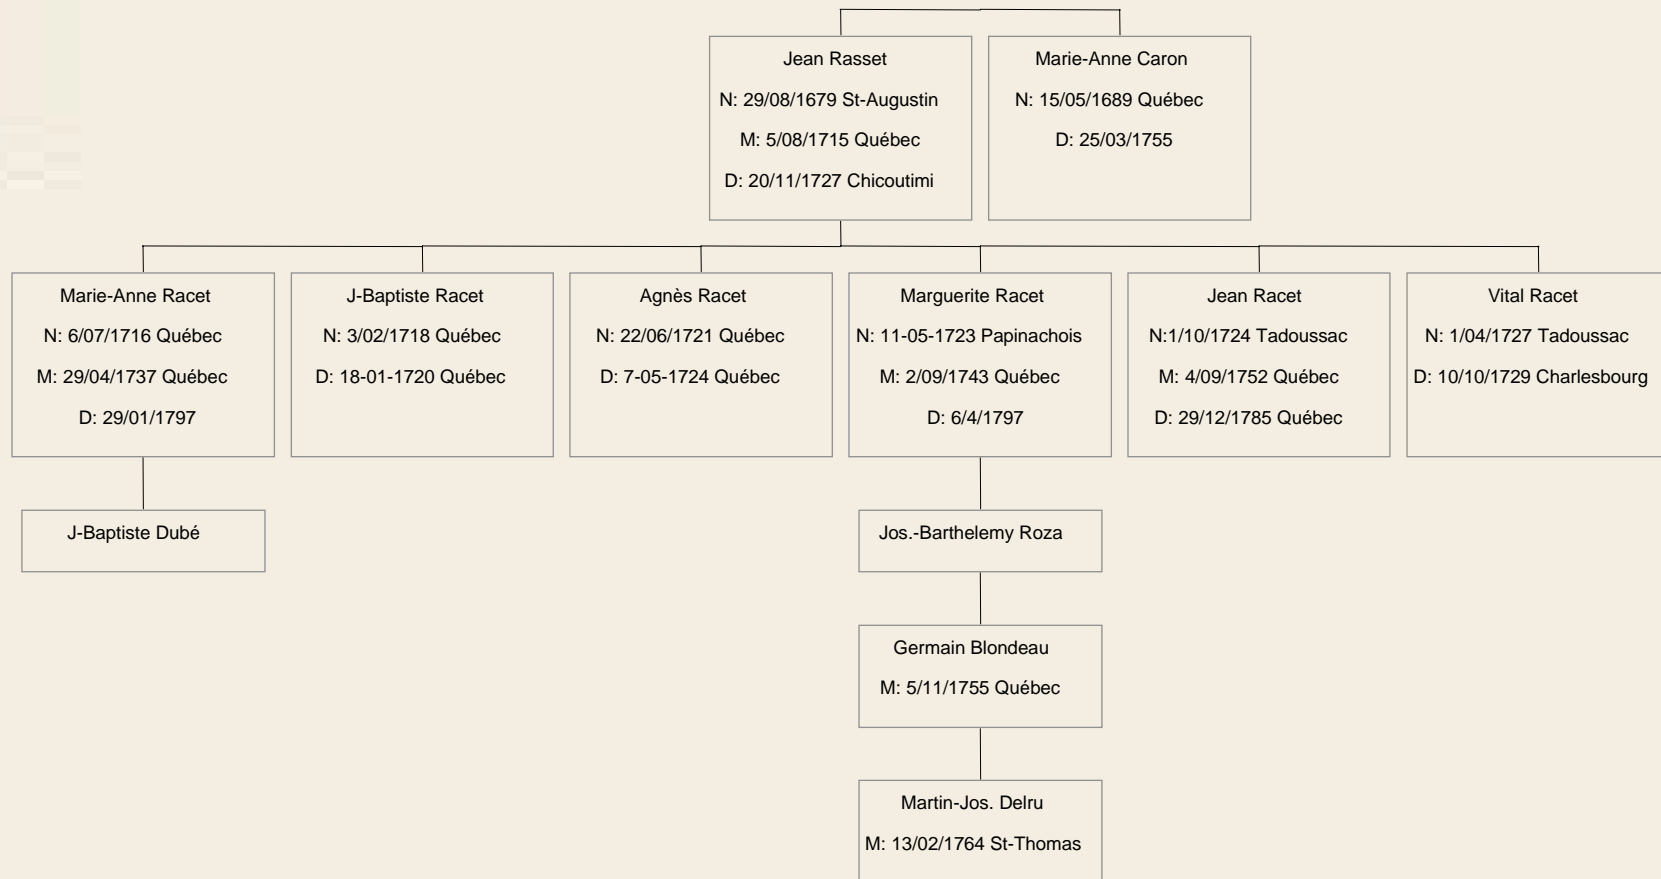 Jean Rasset
N: 29/08/1679 St-Augustin
M: 5/08/1715 Québec
D: 20/11/1727 Chicoutimi
Marie-Anne Caron
N: 15/05/1689 Québec
D: 25/03/1755
Marie-Anne Racet
N: 6/07/1716 Québec
M: 29/04/1737 Québec
D: 29/01/1797
J-Baptiste Racet
N: 3/02/1718 Québec
D: 18-01-1720 Québec
Agnès Racet
N: 22/06/1721 Québec
D: 7-05-1724 Québec
Marguerite Racet
N: 11-05-1723 Papinachois
M: 2/09/1743 Québec
D: 6/4/1797
Jean Racet
N:1/10/1724 Tadoussac
M: 4/09/1752 Québec
D: 29/12/1785 Québec
Vital Racet
N: 1/04/1727 Tadoussac
D: 10/10/1729 Charlesbourg
J-Baptiste Dubé
Jos.-Barthelemy Roza
Germain Blondeau
M: 5/11/1755 Québec
Martin-Jos. Delru
M: 13/02/1764 St-Thomas